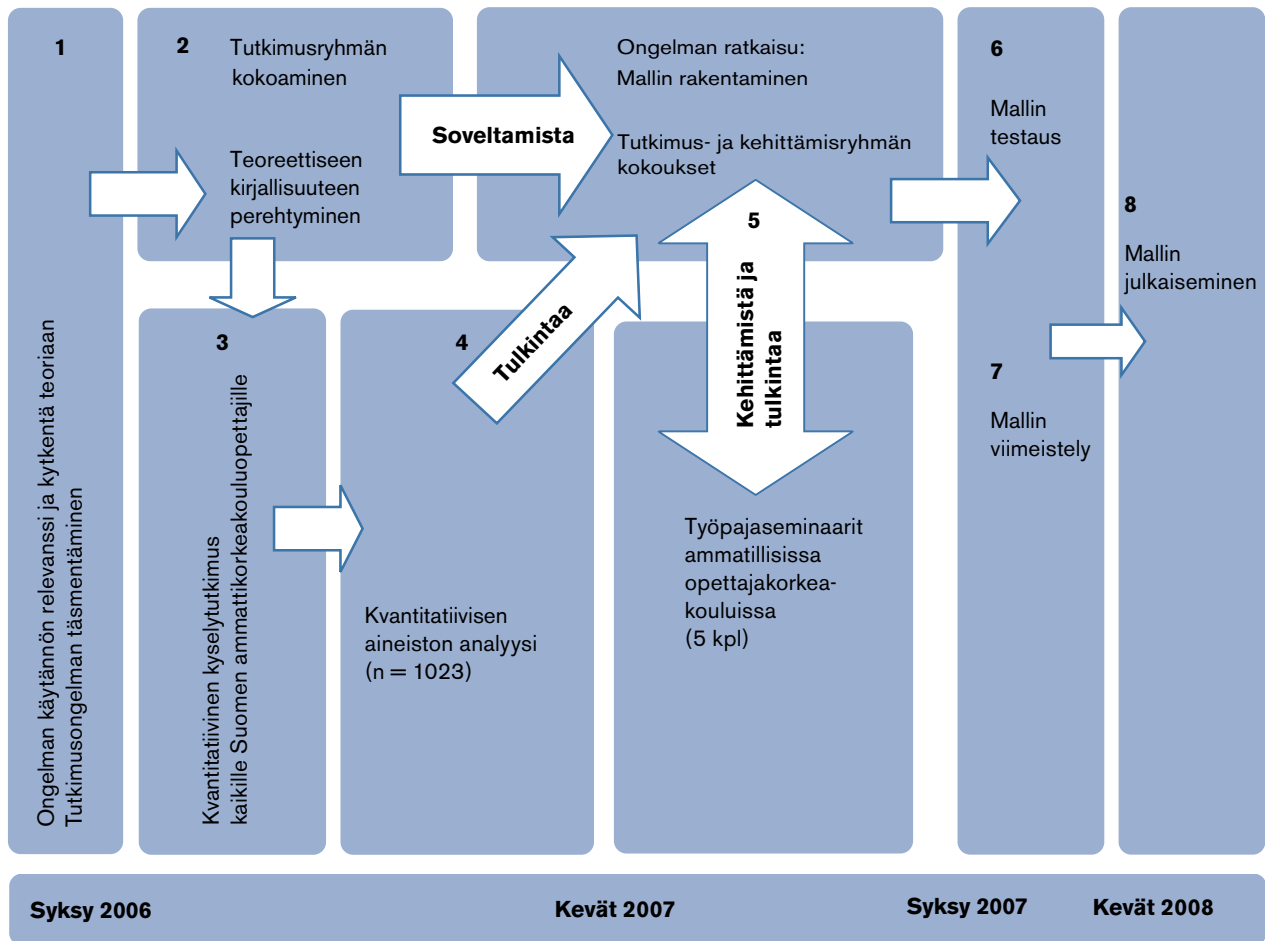 1
Ongelman käytännön relevanssi ja kytkentä teoriaan
Tutkimusongelman täsmentäminen
2
Tutkimusryhmän
kokoaminen
Teoreettiseen
kirjallisuuteen
perehtyminen
3
Kvantitatiivinen kyselytutkimus
kaikille Suomen ammattikorkeakouluopettajille
4
Kvantitatiivisen
aineiston analyysi
(n = 1023)
Soveltamista
Tulkintaa
Ongelman ratkaisu:
Mallin rakentaminen
Tutkimus- ja kehittämisryhmän
kokoukset
5
Kehittämistä ja
tulkintaa
Työpajaseminaarit
ammatillisissa
opettajakorkea-
kouluissa
(5 kpl)
6
Mallin
testaus
7
Mallin
viimeistely
8
Mallin
julkaiseminen
Syksy 2006
Kevät 2007
Syksy 2007
Kevät 2008